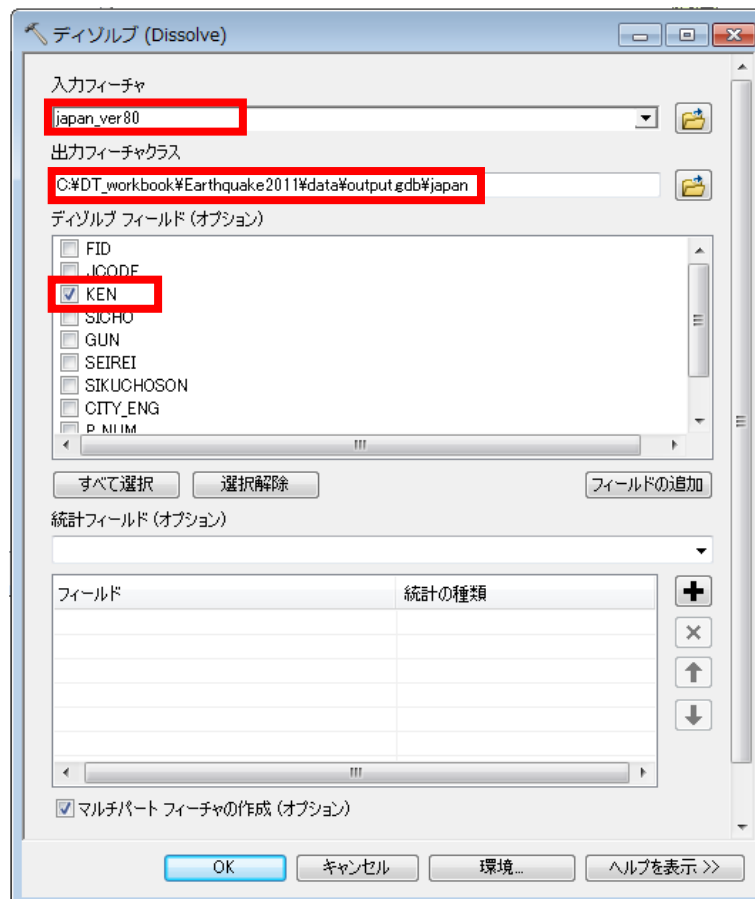 ディゾルブ (Dissolve)
入力フィーチャ
japan_ver80
出力フィーチャクラス
C:¥DT_workbook¥Earthquake2011¥data¥output.gdb¥japan
ディゾルブ フィールド (オプション)
FID
JCODE
KEN
SICHO
GUN
SEIREI
SIKUCHOSON
CITY_ENG
P_NUM
すべて選択 選択解除 フィールドの追加
統計フィールド (オプション)
フィールド 統計の種類
マルチパート フィーチャの作成 (オプション)
OK キャンセル 環境... ヘルプを表示 >>